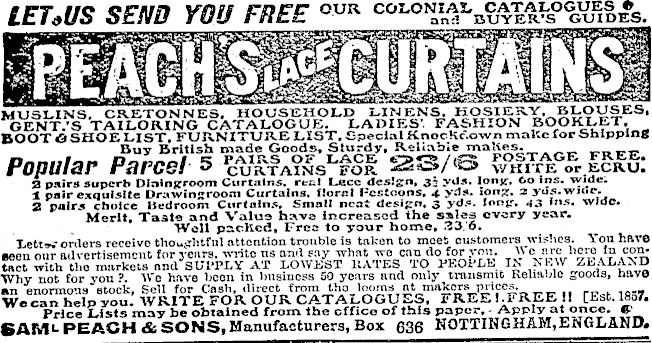 LET US SEND YOU FREE OUR COLONIAL CATALOGUES and BUYER'S GUIDES.
PEACH'S LACE CURTAINS
MUSLINS, CRETONNES, HOUSEHOLD LINENS, HOSIERY, BLOUSES,
GENT.'S TAILORING CATALOGUE. LADIES' FASHION BOOKLET.
BOOT & SHOE LIST, FURNITURE LIST, Special Knockdown make for Shipping
Buy British made Goods, Sturdy, Reliable makes.
Popular Parcel 5 PAIRS OF LACE CURTAINS FOR 23/6 POSTAGE FREE. WHITE or ECRU.
2 pairs superb Diningroom Curtains, real Lace design, 3½ yds. long, 60 ins. wide.
1 pair exquisite Drawingroom Curtains, floral Festoons, 4 yds. long, 2 yds. wide.
2 pairs choice Bedroom Curtains, Small neat design, 3 yds. long, 43 ins. wide.
Merit, Taste and Value have increased the sales every year.
Well packed, Free to your home, 23/6.
Letter orders receive thoughtful attention trouble is taken to meet customers wishes. You have
seen our advertisement for years, write us and say what we can do for you. We are here in con-
tact with the markets and SUPPLY AT LOWEST RATES TO PEOPLE IN NEW ZEALAND
Why not for you?. We have been in business 50 years and only transmit Reliable goods, have
an enormous stock, Sell for Cash, direct from the looms at makers prices.
We can help you. WRITE FOR OUR CATALOGUES, FREE!. FREE!! [Est. 1857.
Price Lists may be obtained from the office of this paper,- Apply at once.
SAML PEACH & SONS, Manufacturers, Box 636 NOTTINGHAM, ENGLAND.